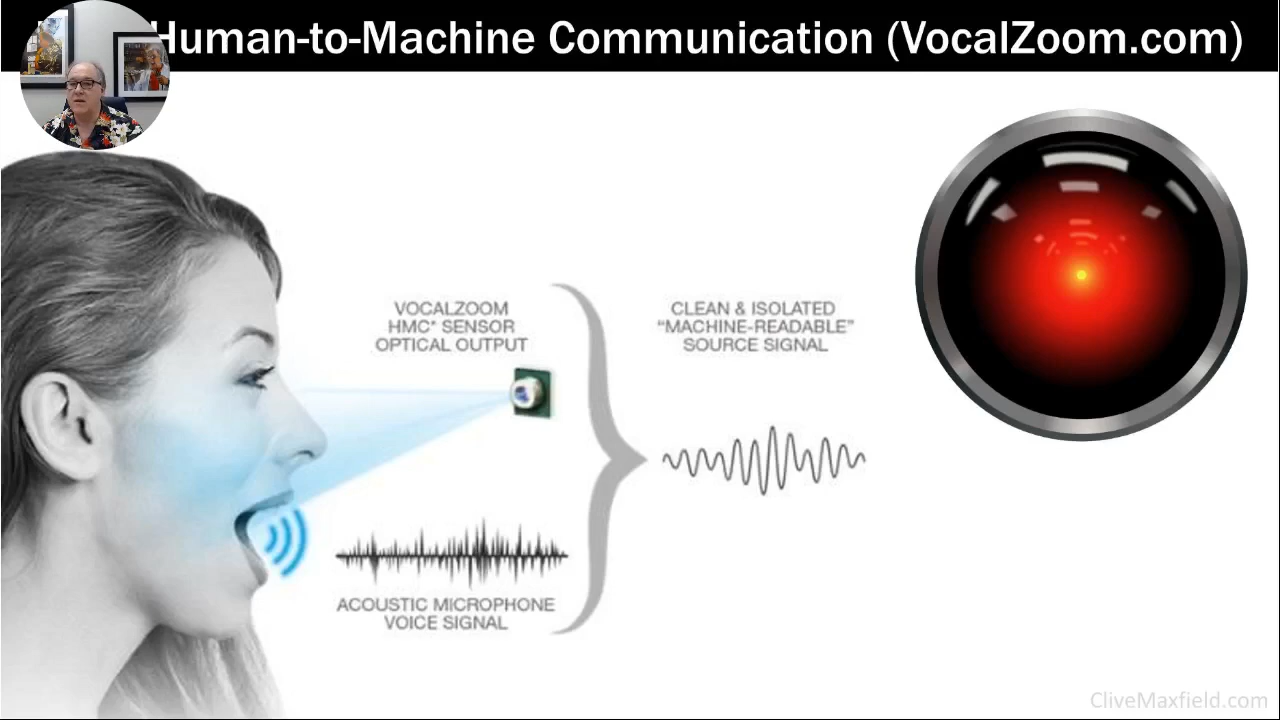 Human-to-Machine Communication (VocalZoom.com)
VOCALZOOM
HMC* SENSOR
OPTICAL OUTPUT
CLEAN & ISOLATED
“MACHINE-READABLE”
SOURCE SIGNAL
ACOUSTIC MICROPHONE
VOICE SIGNAL
CliveMaxfield.com